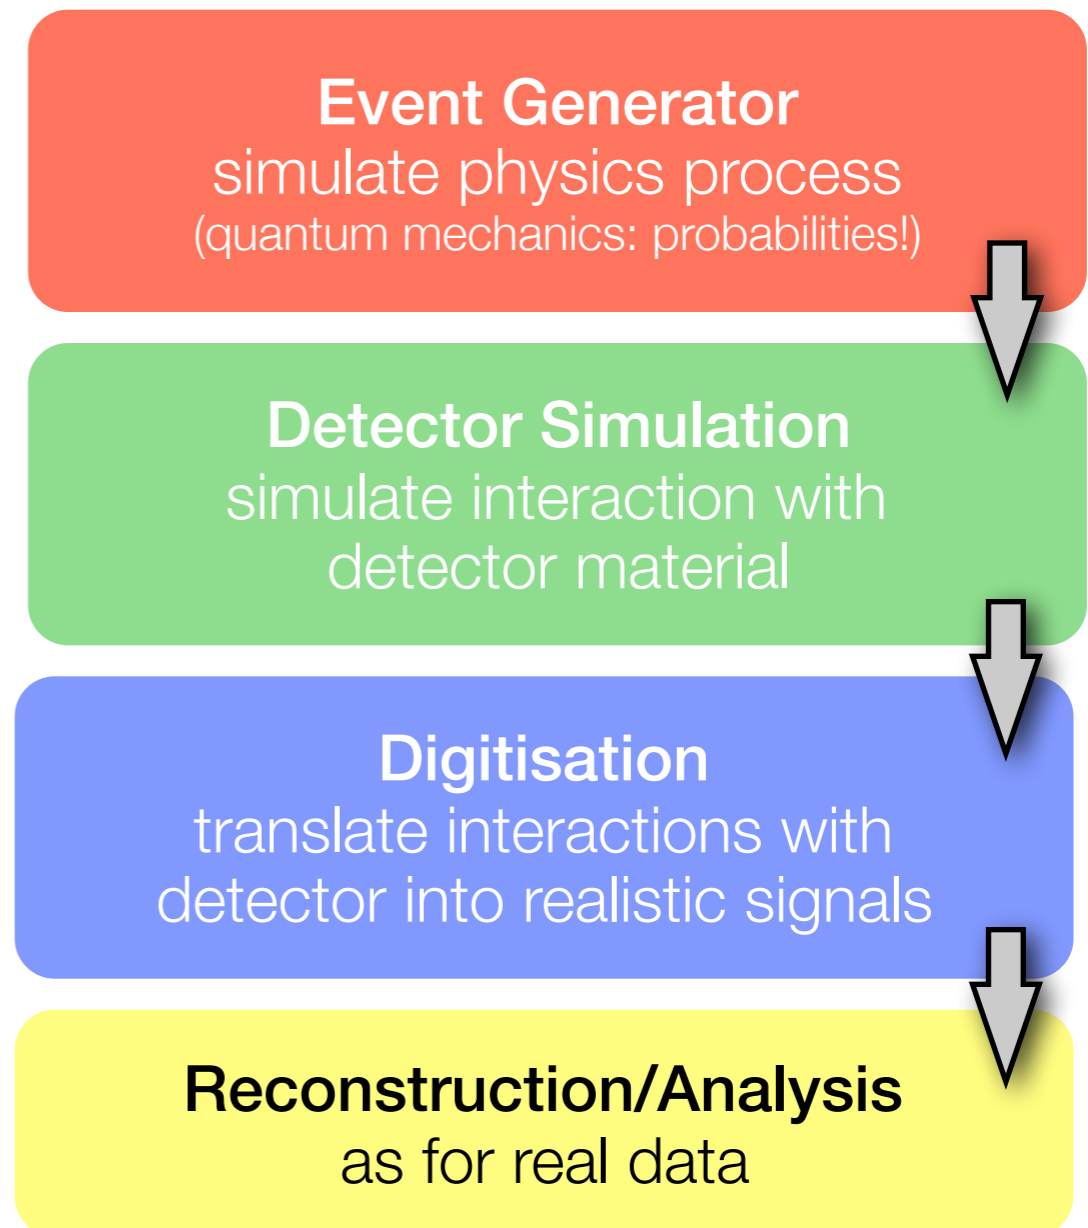 Event Generator
simulate physics process
(quantum mechanics: probabilities!)
Detector Simulation
simulate interaction with
detector material
Digitisation
translate interactions with
detector into realistic signals
Reconstruction/Analysis
as for real data